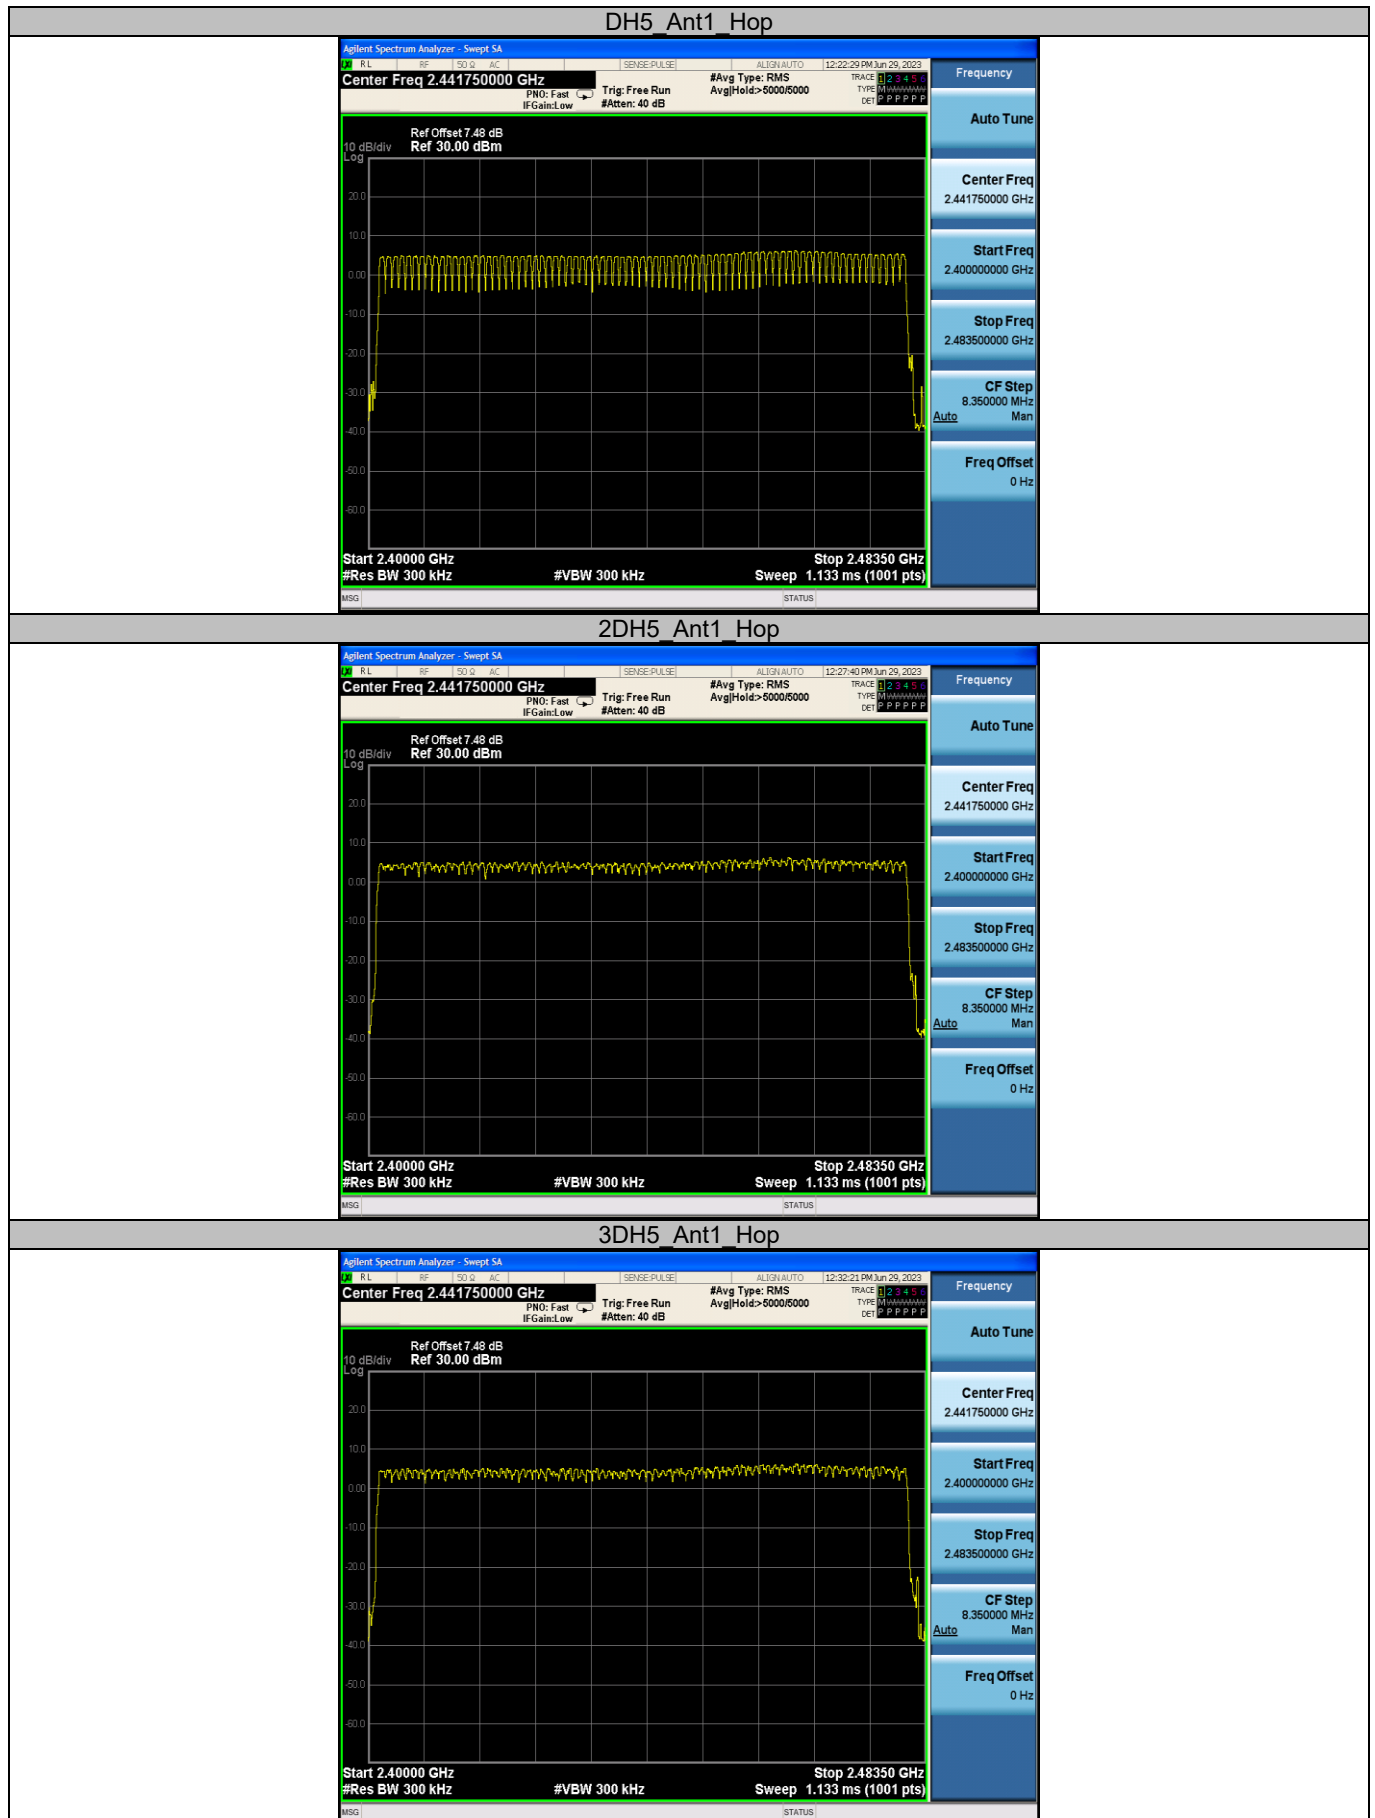 DH5_Ant1_Hop
Agilent Spectrum Analyzer - Swept SA
RL RF 50 Ω AC SENSE:PULSE ALIGN AUTO 12:22:29 PM Jun 29, 2023
Center Freq 2.441750000 GHz
PNO: Fast
IFGain:Low
Trig: Free Run
#Atten: 40 dB
#Avg Type: RMS
Avg|Hold:>5000/5000
TRACE 1 2 3 4 5 6
TYPE M
DET P P P P P P
Frequency
Auto Tune
Ref Offset 7.48 dB
10 dB/div Ref 30.00 dBm
Log
20.0
10.0
0.00
-10.0
-20.0
-30.0
-40.0
-50.0
-60.0
Center Freq
2.441750000 GHz
Start Freq
2.400000000 GHz
Stop Freq
2.483500000 GHz
CF Step
8.350000 MHz
Auto Man
Freq Offset
0 Hz
Start 2.40000 GHz Stop 2.48350 GHz
#Res BW 300 kHz #VBW 300 kHz Sweep 1.133 ms (1001 pts)
MSG STATUS
2DH5_Ant1_Hop
Agilent Spectrum Analyzer - Swept SA
RL RF 50 Ω AC SENSE:PULSE ALIGN AUTO 12:27:40 PM Jun 29, 2023
Center Freq 2.441750000 GHz
PNO: Fast
IFGain:Low
Trig: Free Run
#Atten: 40 dB
#Avg Type: RMS
Avg|Hold:>5000/5000
TRACE 1 2 3 4 5 6
TYPE M
DET P P P P P P
Frequency
Auto Tune
Ref Offset 7.48 dB
10 dB/div Ref 30.00 dBm
Log
20.0
10.0
0.00
-10.0
-20.0
-30.0
-40.0
-50.0
-60.0
Center Freq
2.441750000 GHz
Start Freq
2.400000000 GHz
Stop Freq
2.483500000 GHz
CF Step
8.350000 MHz
Auto Man
Freq Offset
0 Hz
Start 2.40000 GHz Stop 2.48350 GHz
#Res BW 300 kHz #VBW 300 kHz Sweep 1.133 ms (1001 pts)
MSG STATUS
3DH5_Ant1_Hop
Agilent Spectrum Analyzer - Swept SA
RL RF 50 Ω AC SENSE:PULSE ALIGN AUTO 12:32:21 PM Jun 29, 2023
Center Freq 2.441750000 GHz
PNO: Fast
IFGain:Low
Trig: Free Run
#Atten: 40 dB
#Avg Type: RMS
Avg|Hold:>5000/5000
TRACE 1 2 3 4 5 6
TYPE M
DET P P P P P P
Frequency
Auto Tune
Ref Offset 7.48 dB
10 dB/div Ref 30.00 dBm
Log
20.0
10.0
0.00
-10.0
-20.0
-30.0
-40.0
-50.0
-60.0
Center Freq
2.441750000 GHz
Start Freq
2.400000000 GHz
Stop Freq
2.483500000 GHz
CF Step
8.350000 MHz
Auto Man
Freq Offset
0 Hz
Start 2.40000 GHz Stop 2.48350 GHz
#Res BW 300 kHz #VBW 300 kHz Sweep 1.133 ms (1001 pts)
MSG STATUS